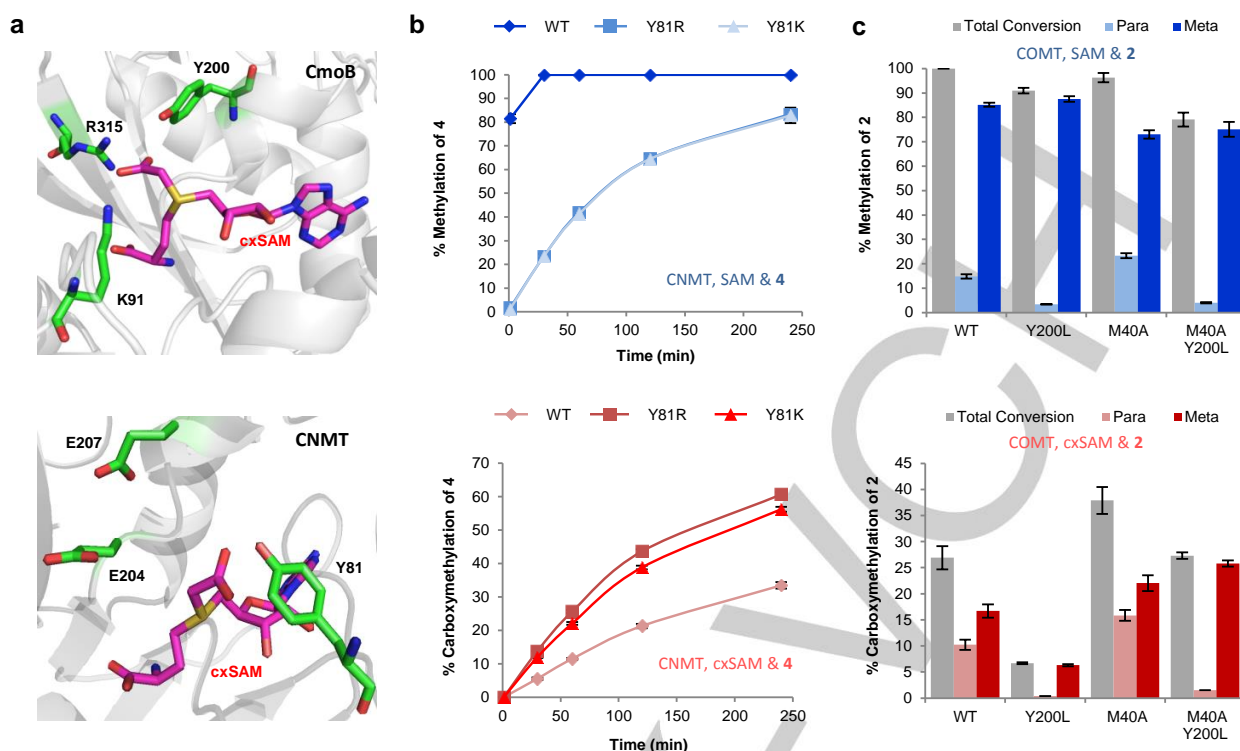 a
Y200
CmoB
R315
cxSAM
K91
E207
CNMT
E204
Y81
cxSAM
b
WT Y81R Y81K
% Methylation of 4
100
90
80
70
60
50
40
30
20
10
0
CNMT, SAM & 4
0 50 100 150 200 250
Time (min)
WT Y81R Y81K
% Carboxymethylation of 4
70
60
50
40
30
20
10
0
CNMT, cxSAM & 4
0 50 100 150 200 250
Time (min)
c
Total Conversion Para Meta
COMT, SAM & 2
% Methylation of 2
100
90
80
70
60
50
40
30
20
10
0
WT Y200L M40A M40A
Y200L
Total Conversion Para Meta
COMT, cxSAM & 2
% Carboxymethylation of 2
45
40
35
30
25
20
15
10
5
0
WT Y200L M40A M40A
Y200L